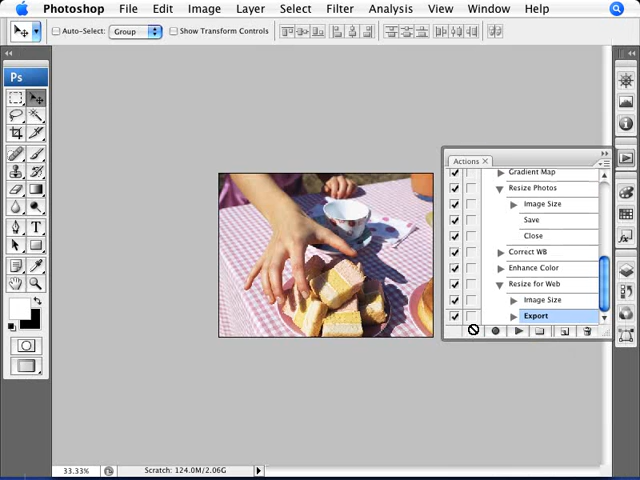 Photoshop File Edit Image Layer Select Filter Analysis View Window Help
Auto-Select: Group Show Transform Controls
Ps
Actions ×
Gradient Map
Resize Photos
Image Size
Save
Close
Correct WB
Enhance Color
Resize for Web
Image Size
Export
T
33.33% Scratch: 124.0M/2.06G